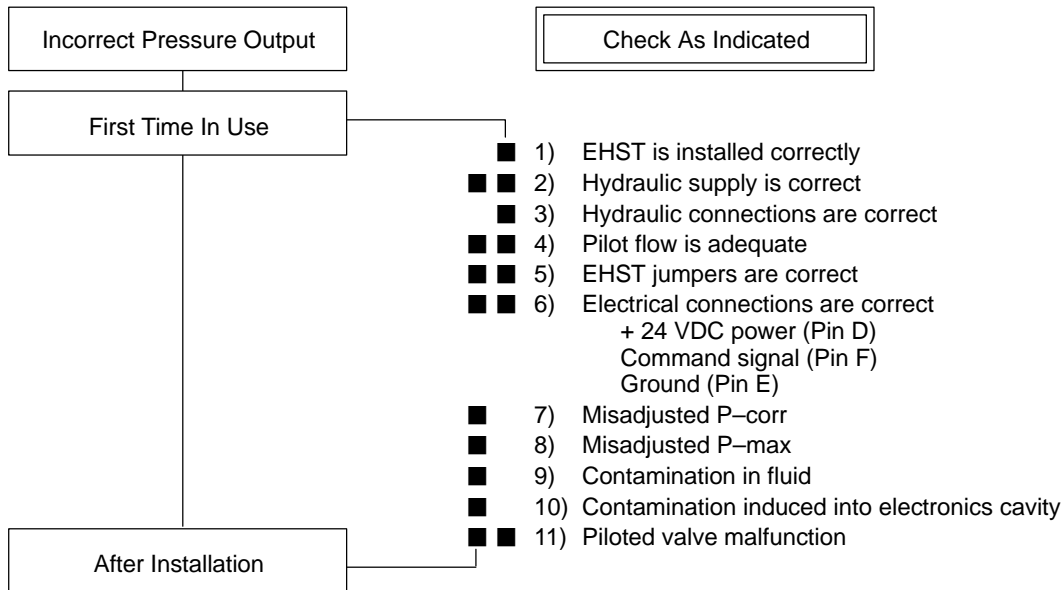 Incorrect Pressure Output
Check As Indicated
First Time In Use
1) EHST is installed correctly
2) Hydraulic supply is correct
3) Hydraulic connections are correct
4) Pilot flow is adequate
5) EHST jumpers are correct
6) Electrical connections are correct
+ 24 VDC power (Pin D)
Command signal (Pin F)
Ground (Pin E)
7) Misadjusted P–corr
8) Misadjusted P–max
9) Contamination in fluid
10) Contamination induced into electronics cavity
11) Piloted valve malfunction
After Installation